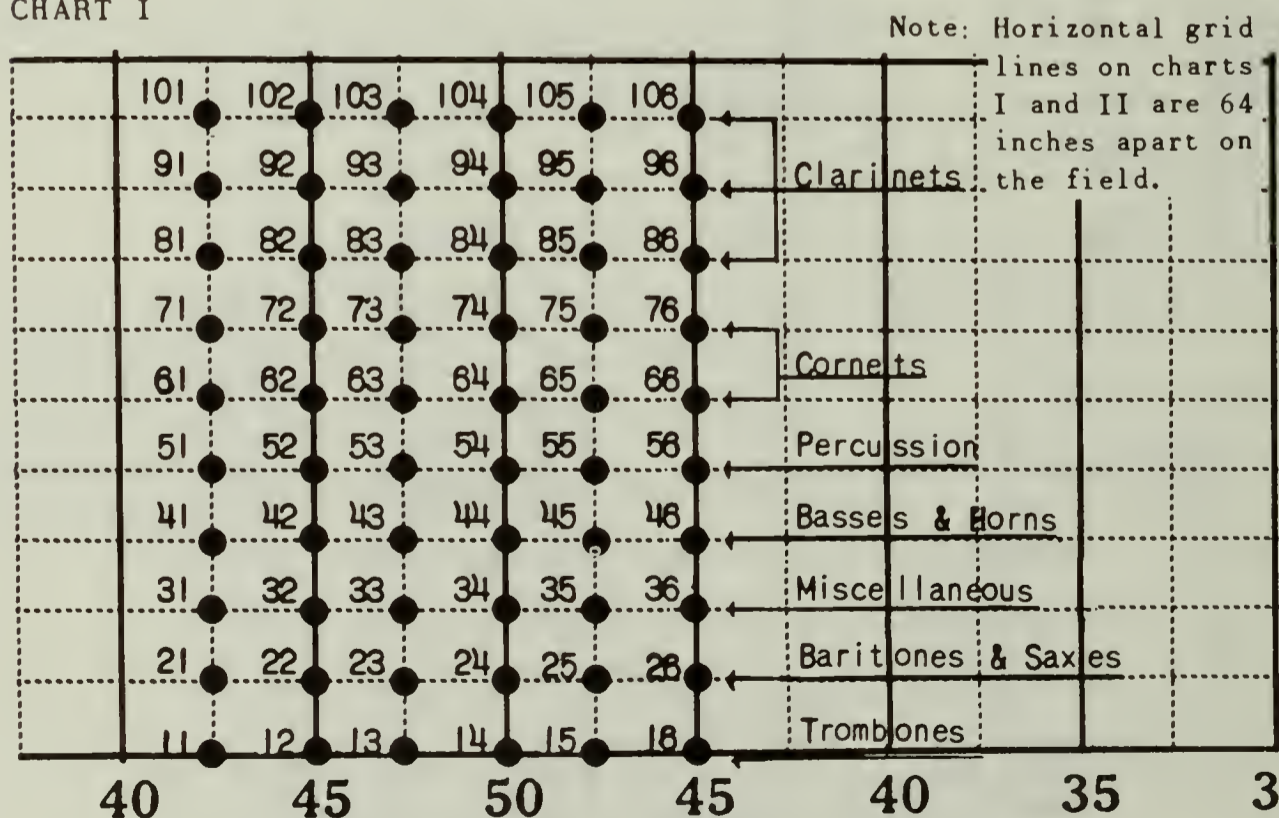 CHART I
Note: Horizontal grid
lines on charts
I and II are 64
inches apart on
the field.
101 102 103 104 105 106
91 92 93 94 95 96
Clarinets
81 82 83 84 85 86
71 72 73 74 75 76
Cornets
61 62 63 64 65 66
51 52 53 54 55 56
Percussion
41 42 43 44 45 46
Bassels & Horns
31 32 33 34 35 36
Miscellaneous
21 22 23 24 25 26
Baritones & Saxles
11 12 13 14 15 16
Trombones
40 45 50 45 40 35 3